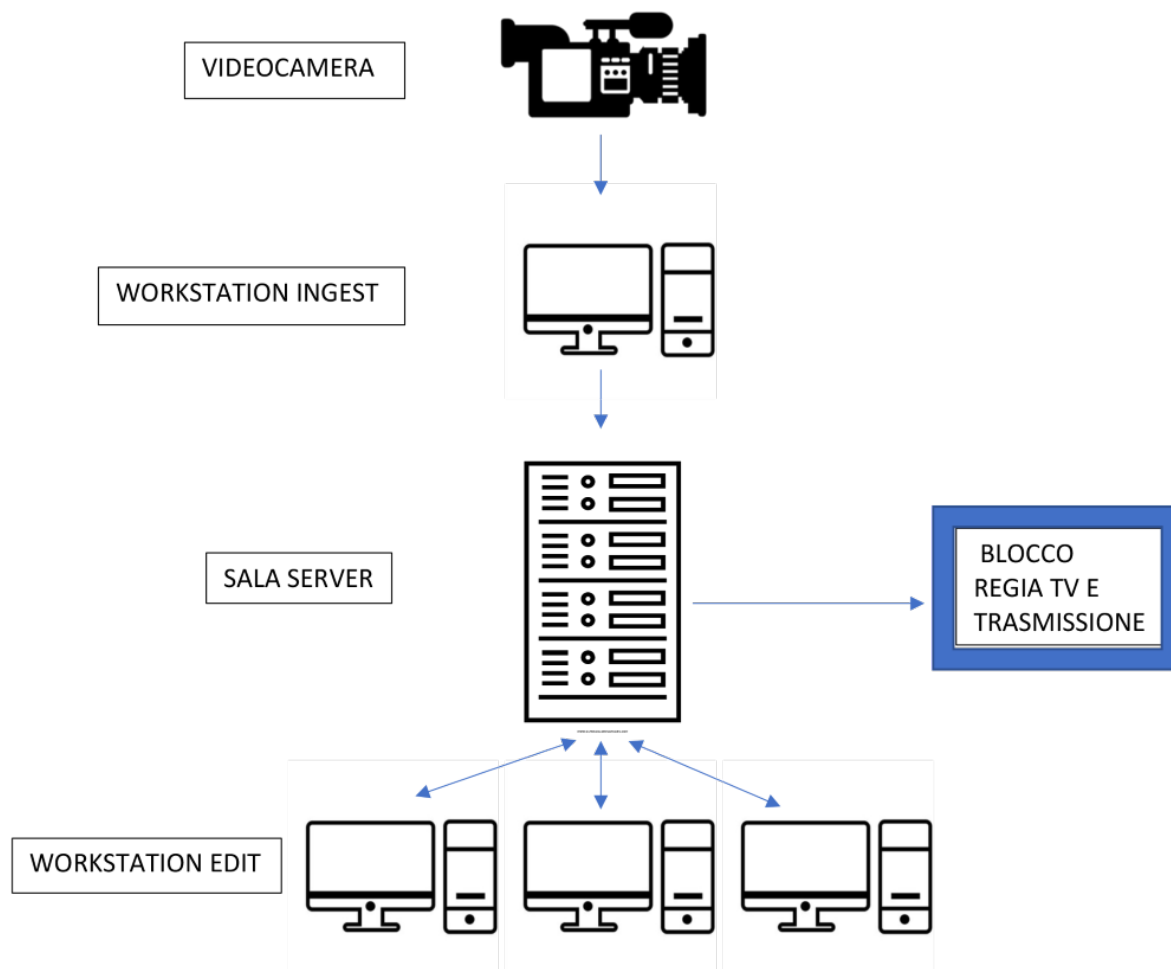 VIDEOCAMERA
WORKSTATION INGEST
SALA SERVER
BLOCCO
REGIA TV E
TRASMISSIONE
WORKSTATION EDIT